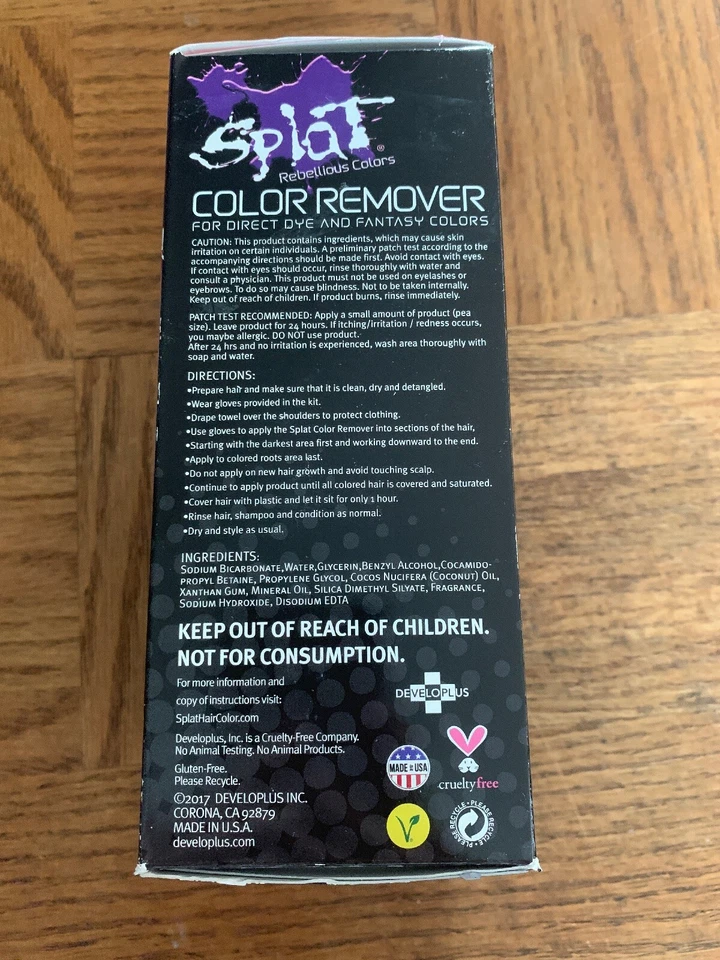 Splat®
Rebellious Colors
COLOR REMOVER
FOR DIRECT DYE AND FANTASY COLORS
CAUTION: This product contains ingredients, which may cause skin
irritation on certain individuals. A preliminary patch test according to the
accompanying directions should be made first. Avoid contact with eyes.
If contact with eyes should occur, rinse thoroughly with water and
consult a physician. This product must not be used on eyelashes or
eyebrows. To do so may cause blindness. Not to be taken internally.
Keep out of reach of children. If product burns, rinse immediately.
PATCH TEST RECOMMENDED: Apply a small amount of product (pea
size). Leave product for 24 hours. If itching/irritation / redness occurs,
you maybe allergic. DO NOT use product.
After 24 hrs and no irritation is experienced, wash area thoroughly with
soap and water.
DIRECTIONS:
•Prepare hair and make sure that it is clean, dry and detangled.
•Wear gloves provided in the kit.
•Drape towel over the shoulders to protect clothing.
•Use gloves to apply the Splat Color Remover into sections of the hair,
•Starting with the darkest area first and working downward to the end.
•Apply to colored roots area last.
•Do not apply on new hair growth and avoid touching scalp.
•Continue to apply product until all colored hair is covered and saturated.
•Cover hair with plastic and let it sit for only 1 hour.
•Rinse hair, shampoo and condition as normal.
•Dry and style as usual.
INGREDIENTS:
SODIUM BICARBONATE,WATER,GLYCERIN,BENZYL ALCOHOL,COCAMIDO-
PROPYL BETAINE, PROPYLENE GLYCOL, COCOS NUCIFERA (COCONUT) OIL,
XANTHAN GUM, MINERAL OIL, SILICA DIMETHYL SILYATE, FRAGRANCE,
SODIUM HYDROXIDE, DISODIUM EDTA
KEEP OUT OF REACH OF CHILDREN.
NOT FOR CONSUMPTION.
For more information and
copy of instructions visit:
SplatHairColor.com
DEVELOPLUS
Developlus, Inc. is a Cruelty-Free Company.
No Animal Testing. No Animal Products.
Gluten-Free.
Please Recycle.
MADE IN USA
crueltyfree
©2017 DEVELOPLUS INC.
CORONA, CA 92879
MADE IN U.S.A.
developlus.com
V
PLEASE RECYCLE • PLEASE RECYCLE •